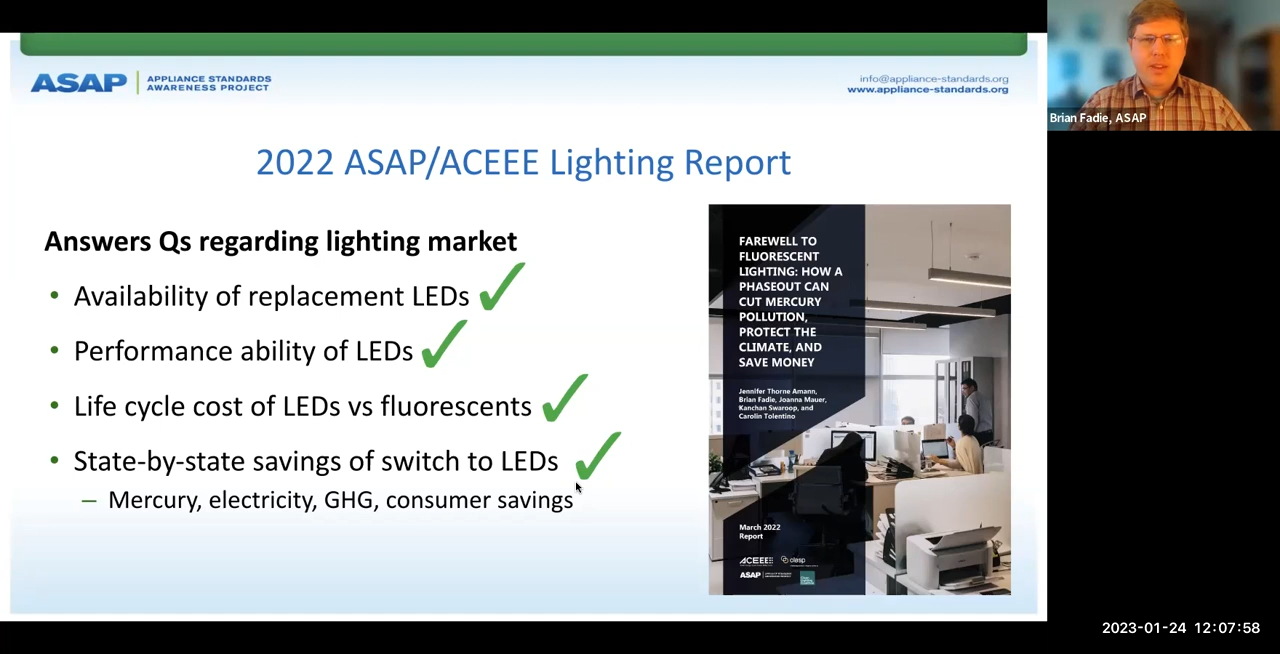 ASAP
APPLIANCE STANDARDS
AWARENESS PROJECT
info@appliance-standards.org
www.appliance-standards.org
Brian Fadie, ASAP
2022 ASAP/ACEEE Lighting Report
Answers Qs regarding lighting market
• Availability of replacement LEDs
• Performance ability of LEDs
• Life cycle cost of LEDs vs fluorescents
• State-by-state savings of switch to LEDs
– Mercury, electricity, GHG, consumer savings
FAREWELL TO
FLUORESCENT
LIGHTING: HOW A
PHASEOUT CAN
CUT MERCURY
POLLUTION,
PROTECT THE
CLIMATE, AND
SAVE MONEY
Jennifer Thorne Amann,
Brian Fadie, Joanna Mauer,
Kanchan Swaroop, and
Carolin Tolentino
March 2022
Report
ACEEE
clasp
ASAP
2023-01-24 12:07:58